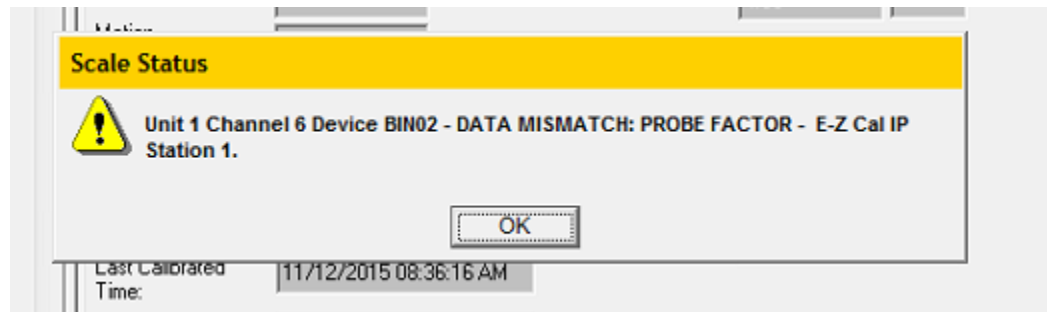 Scale Status
Unit 1 Channel 6 Device BIN02 - DATA MISMATCH: PROBE FACTOR - E-Z Cal IP
Station 1.
OK
Last Calibrated
Time:
11/12/2015 08:36:16 AM